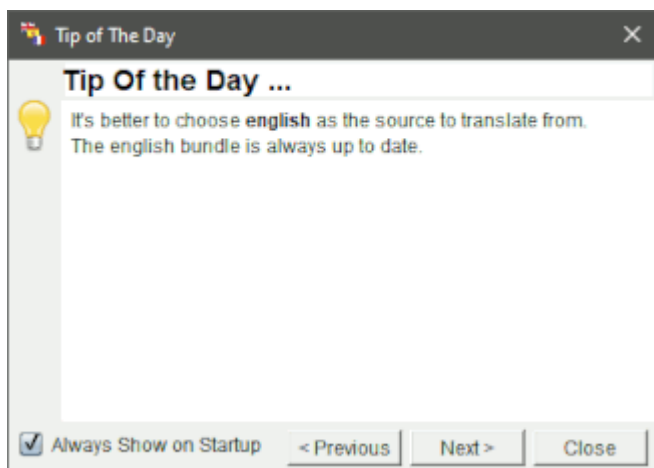 Tip of The Day
Tip Of the Day ...
It's better to choose english as the source to translate from.
The english bundle is always up to date.
Always Show on Startup
< Previous
Next >
Close